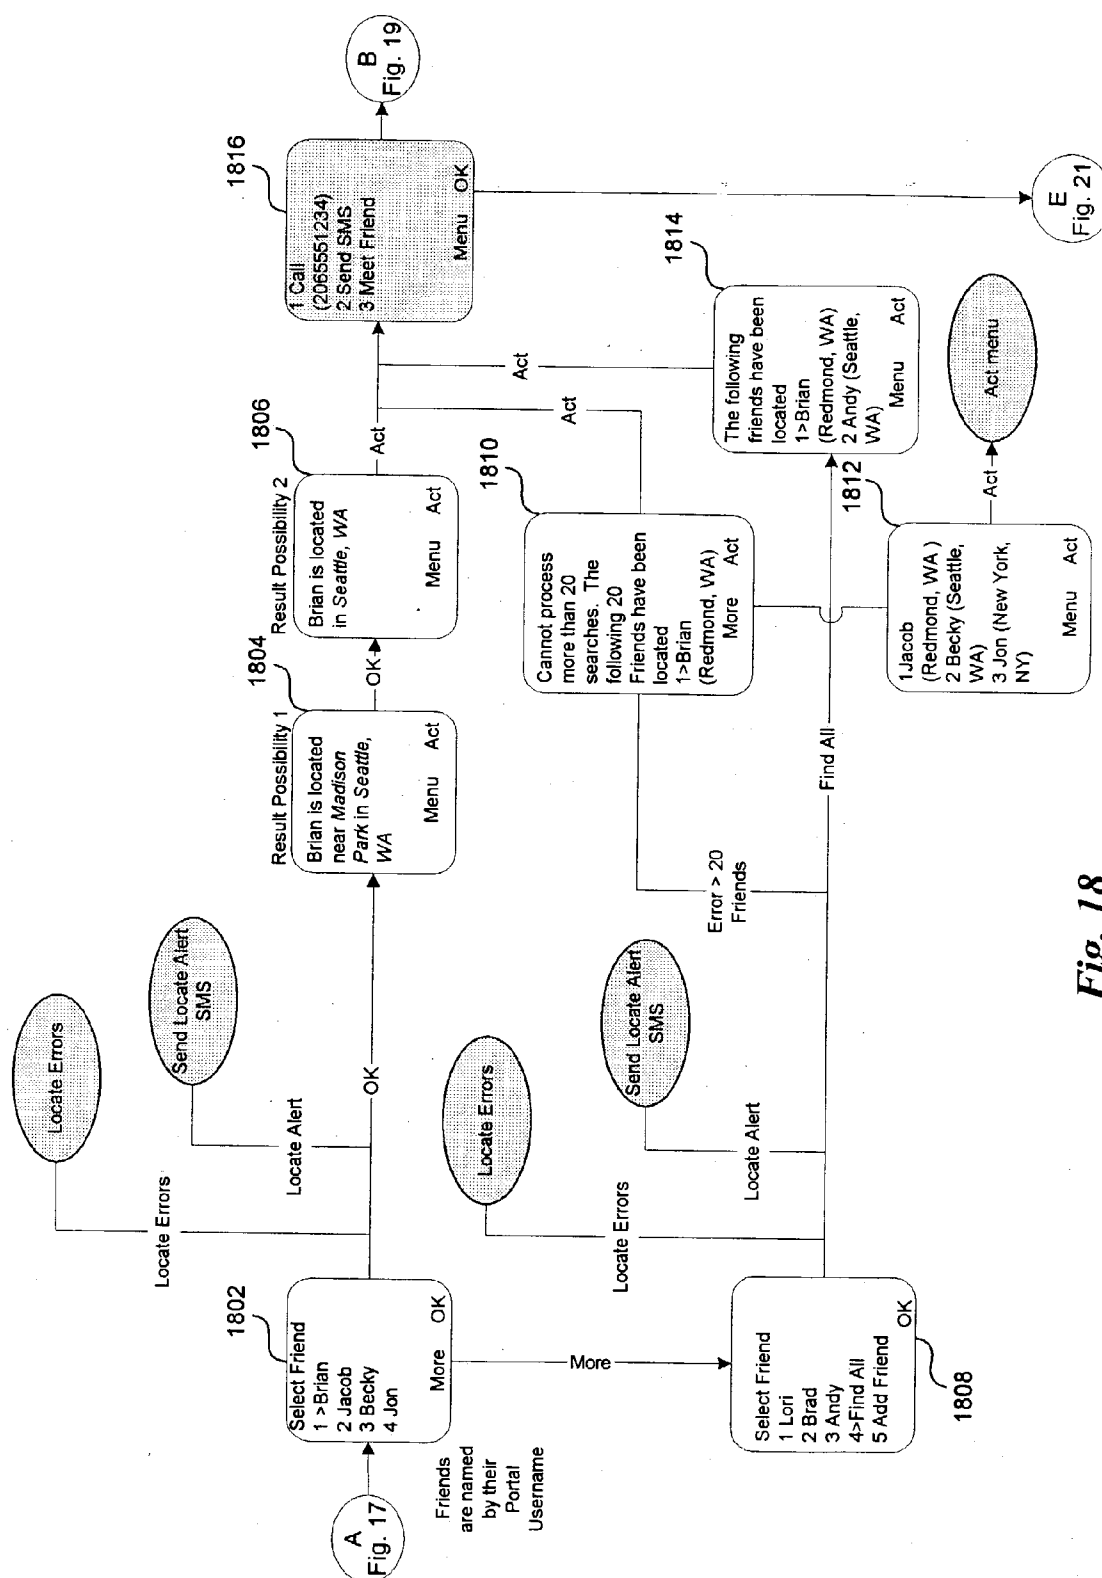 A
Fig. 17
Friends
are named
by their
Portal
Username
1802
Select Friend
1 >Brian
2 Jacob
3 Becky
4 Jon
More OK
Locate Errors
Locate Errors
Locate Alert
Send Locate Alert
SMS
OK
Result Possibility 1
1804
Brian is located
near Madison
Park in Seattle,
WA
Menu Act
OK
Result Possibility 2
1806
Brian is located
in Seattle, WA
Menu Act
Act
1816
1 Call
(2065551234)
2 Send SMS
3 Meet Friend
Menu OK
B
Fig. 19
More
Select Friend
1 Lori
2 Brad
3 Andy
4>Find All
5 Add Friend
OK
1808
Locate Errors
Locate Errors
Locate Alert
Send Locate Alert
SMS
Error > 20
Friends
Find All
1810
Cannot process
more than 20
searches. The
following 20
Friends have been
located
1>Brian
(Redmond, WA)
More Act
Act
1812
1Jacob
(Redmond, WA )
2 Becky (Seattle,
WA)
3 Jon (New York,
NY)
Menu Act
Act
Act menu
1814
The following
friends have been
located
1>Brian
(Redmond, WA)
2 Andy (Seattle,
WA)
Menu Act
Act
E
Fig. 21
Fig. 18